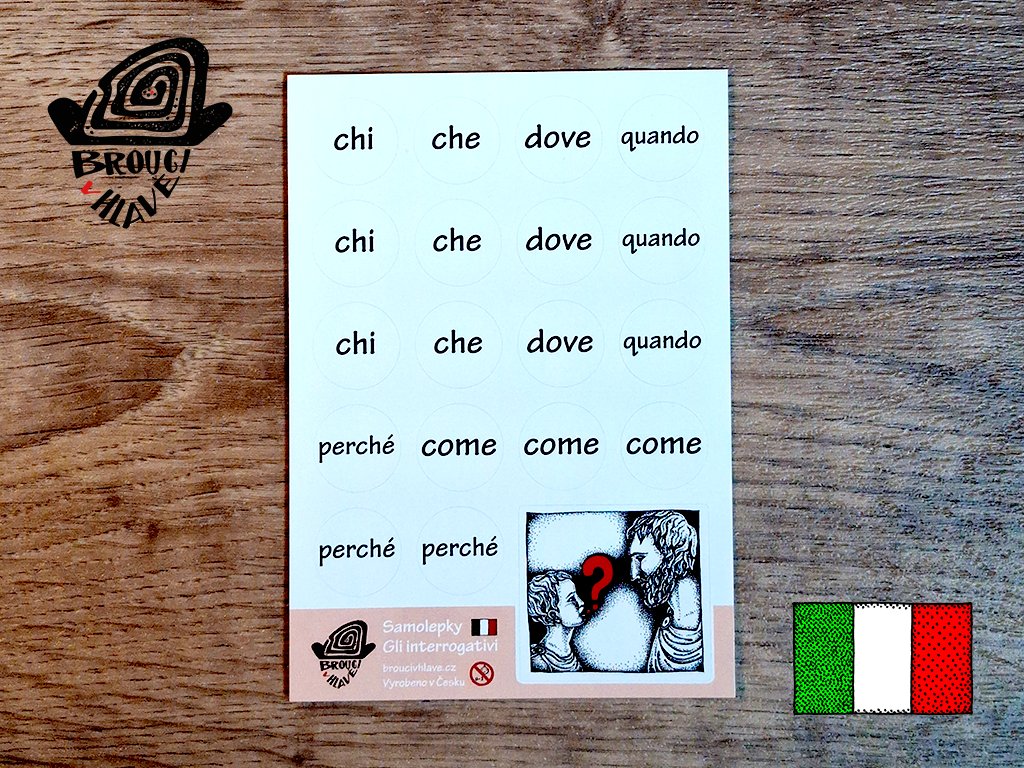 BROUCI
v HLAVĚ
chi che dove quando
chi che dove quando
chi che dove quando
perché come come come
perché perché
?
Samolepky
Gli interrogativi
broucivhlave.cz
Vyrobeno v Česku
BROUCI
v HLAVĚ